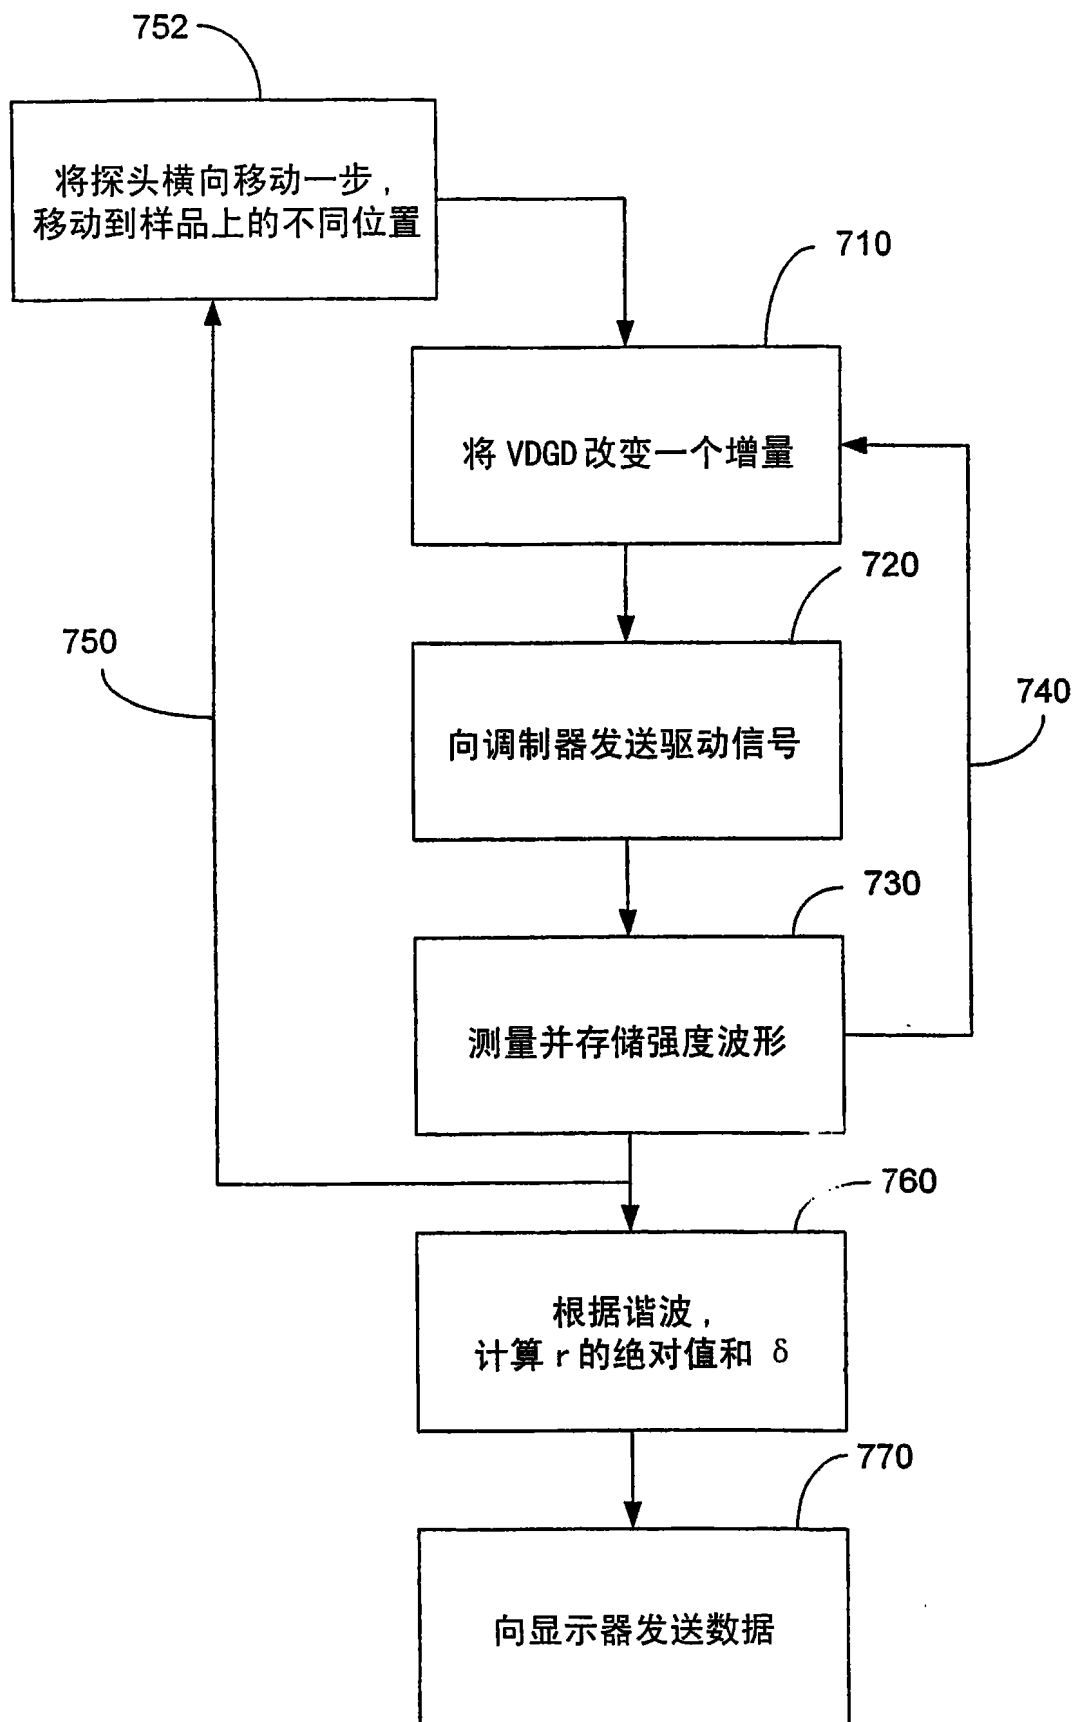 752
将探头横向移动一步，
移动到样品上的不同位置
710
将 VDGD 改变一个增量
720
向调制器发送驱动信号
750
740
730
测量并存储强度波形
760
根据谐波，
计算 r 的绝对值和 δ
770
向显示器发送数据